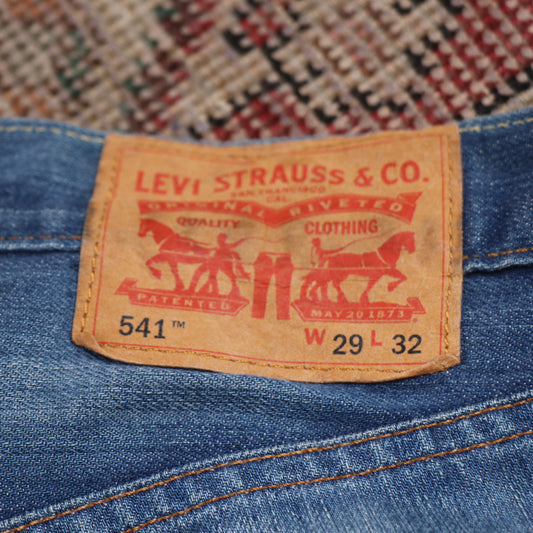 LEVI STRAUSS & CO.
SAN FRANCISCO
CAL.
ORIGINAL RIVETED
QUALITY CLOTHING
PATENTED MAY 20 1873
541™ W 29 L 32